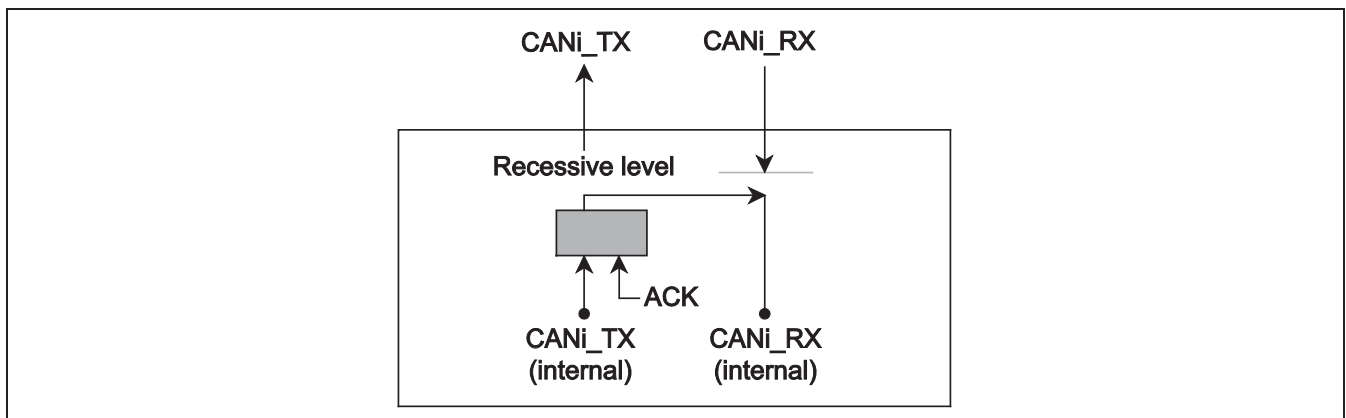 CANi_TX
CANi_RX
Recessive level
ACK
CANi_TX
(internal)
CANi_RX
(internal)